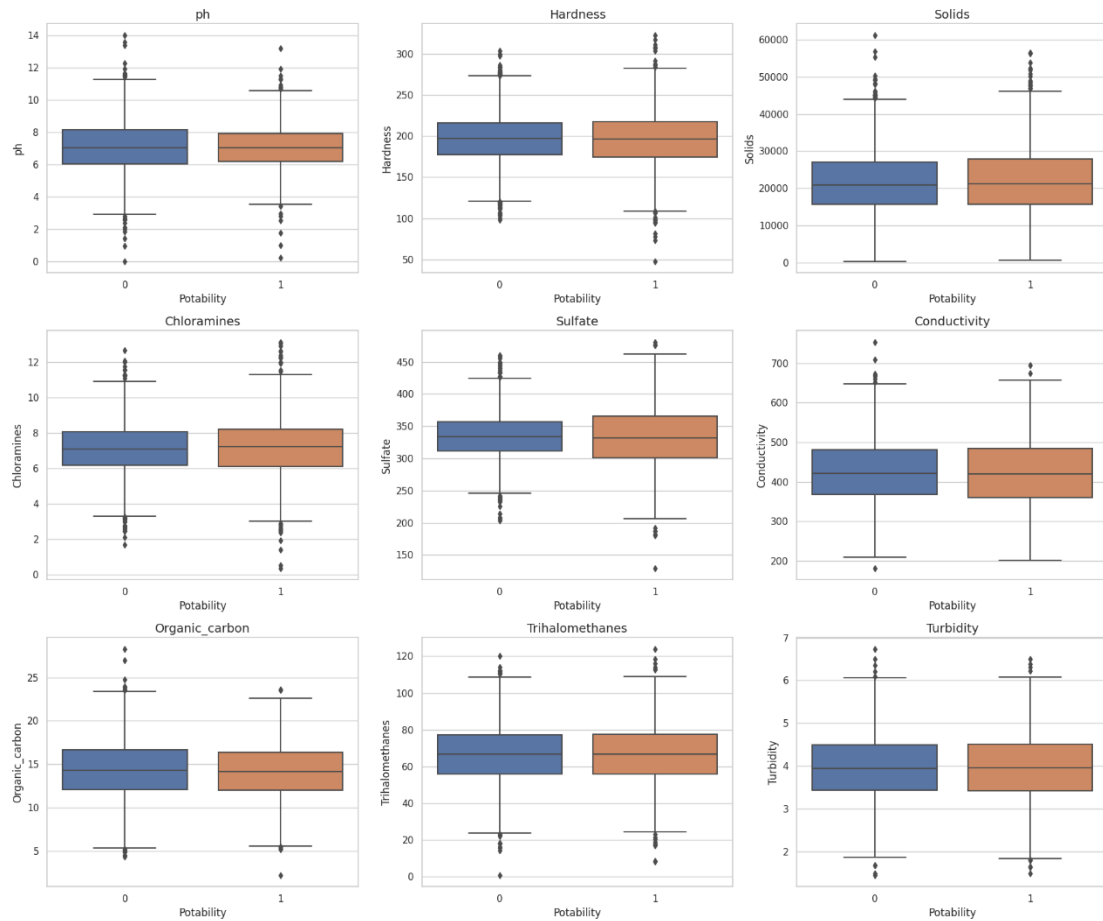 ph
Hardness
Solids
14
12
10
8
6
4
2
0
ph
0
1
Potability
300
250
200
150
100
50
Hardness
0
1
Potability
60000
50000
40000
30000
20000
10000
0
Solids
0
1
Potability
Chloramines
Sulfate
Conductivity
12
10
8
6
4
2
0
Chloramines
0
1
Potability
450
400
350
300
250
200
150
Sulfate
0
1
Potability
700
600
500
400
300
200
Conductivity
0
1
Potability
Organic_carbon
Trihalomethanes
Turbidity
25
20
15
10
5
Organic_carbon
0
1
Potability
120
100
80
60
40
20
0
Trihalomethanes
0
1
Potability
7
6
5
4
3
2
Turbidity
0
1
Potability